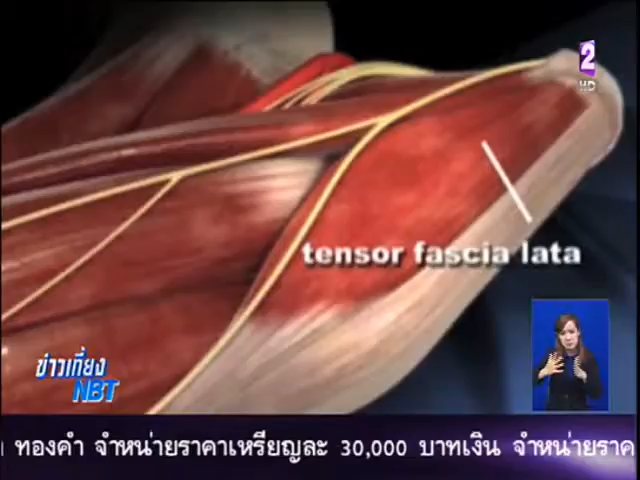 2
HD
tensor fascia lata
ข่าวเที่ยง
NBT
ทองคำ จำหน่ายราคาเหรียญละ 30,000 บาทเงิน จำหน่ายราค